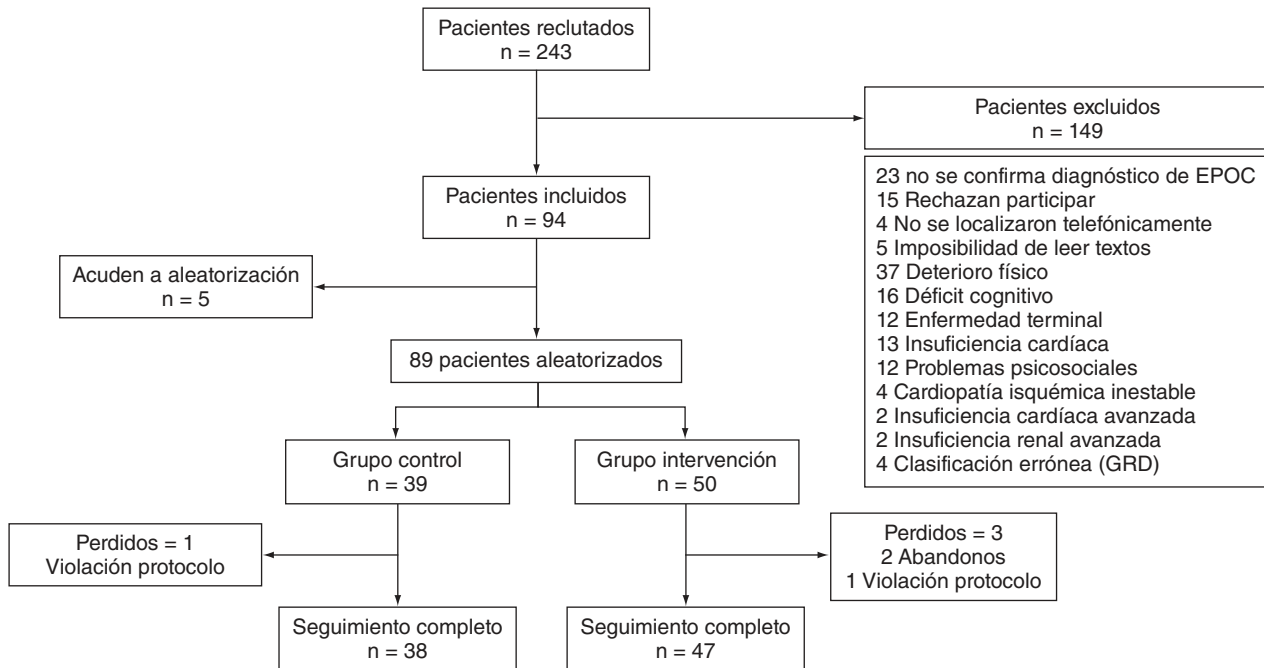 Pacientes reclutados
n = 243
Pacientes excluidos
n = 149
23 no se confirma diagnóstico de EPOC
15 Rechazan participar
4 No se localizaron telefónicamente
5 Imposibilidad de leer textos
37 Deterioro físico
16 Déficit cognitivo
12 Enfermedad terminal
13 Insuficiencia cardíaca
12 Problemas psicosociales
4 Cardiopatía isquémica inestable
2 Insuficiencia cardíaca avanzada
2 Insuficiencia renal avanzada
4 Clasificación errónea (GRD)
Pacientes incluidos
n = 94
Acuden a aleatorización
n = 5
89 pacientes aleatorizados
Grupo control
n = 39
Grupo intervención
n = 50
Perdidos = 1
Violación protocolo
Perdidos = 3
2 Abandonos
1 Violación protocolo
Seguimiento completo
n = 38
Seguimiento completo
n = 47